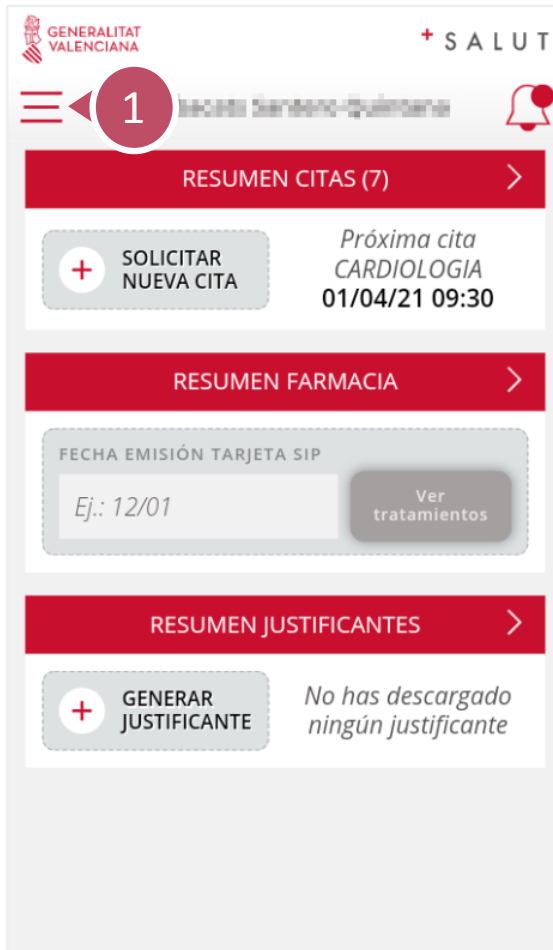 GENERALITAT
VALENCIANA
+ SALUT
1
RESUMEN CITAS (7)
SOLICITAR
NUEVA CITA
Próxima cita
CARDIOLOGIA
01/04/21 09:30
RESUMEN FARMACIA
FECHA EMISIÓN TARJETA SIP
Ej.: 12/01
Ver
tratamientos
RESUMEN JUSTIFICANTES
GENERAR
JUSTIFICANTE
No has descargado
ningún justificante